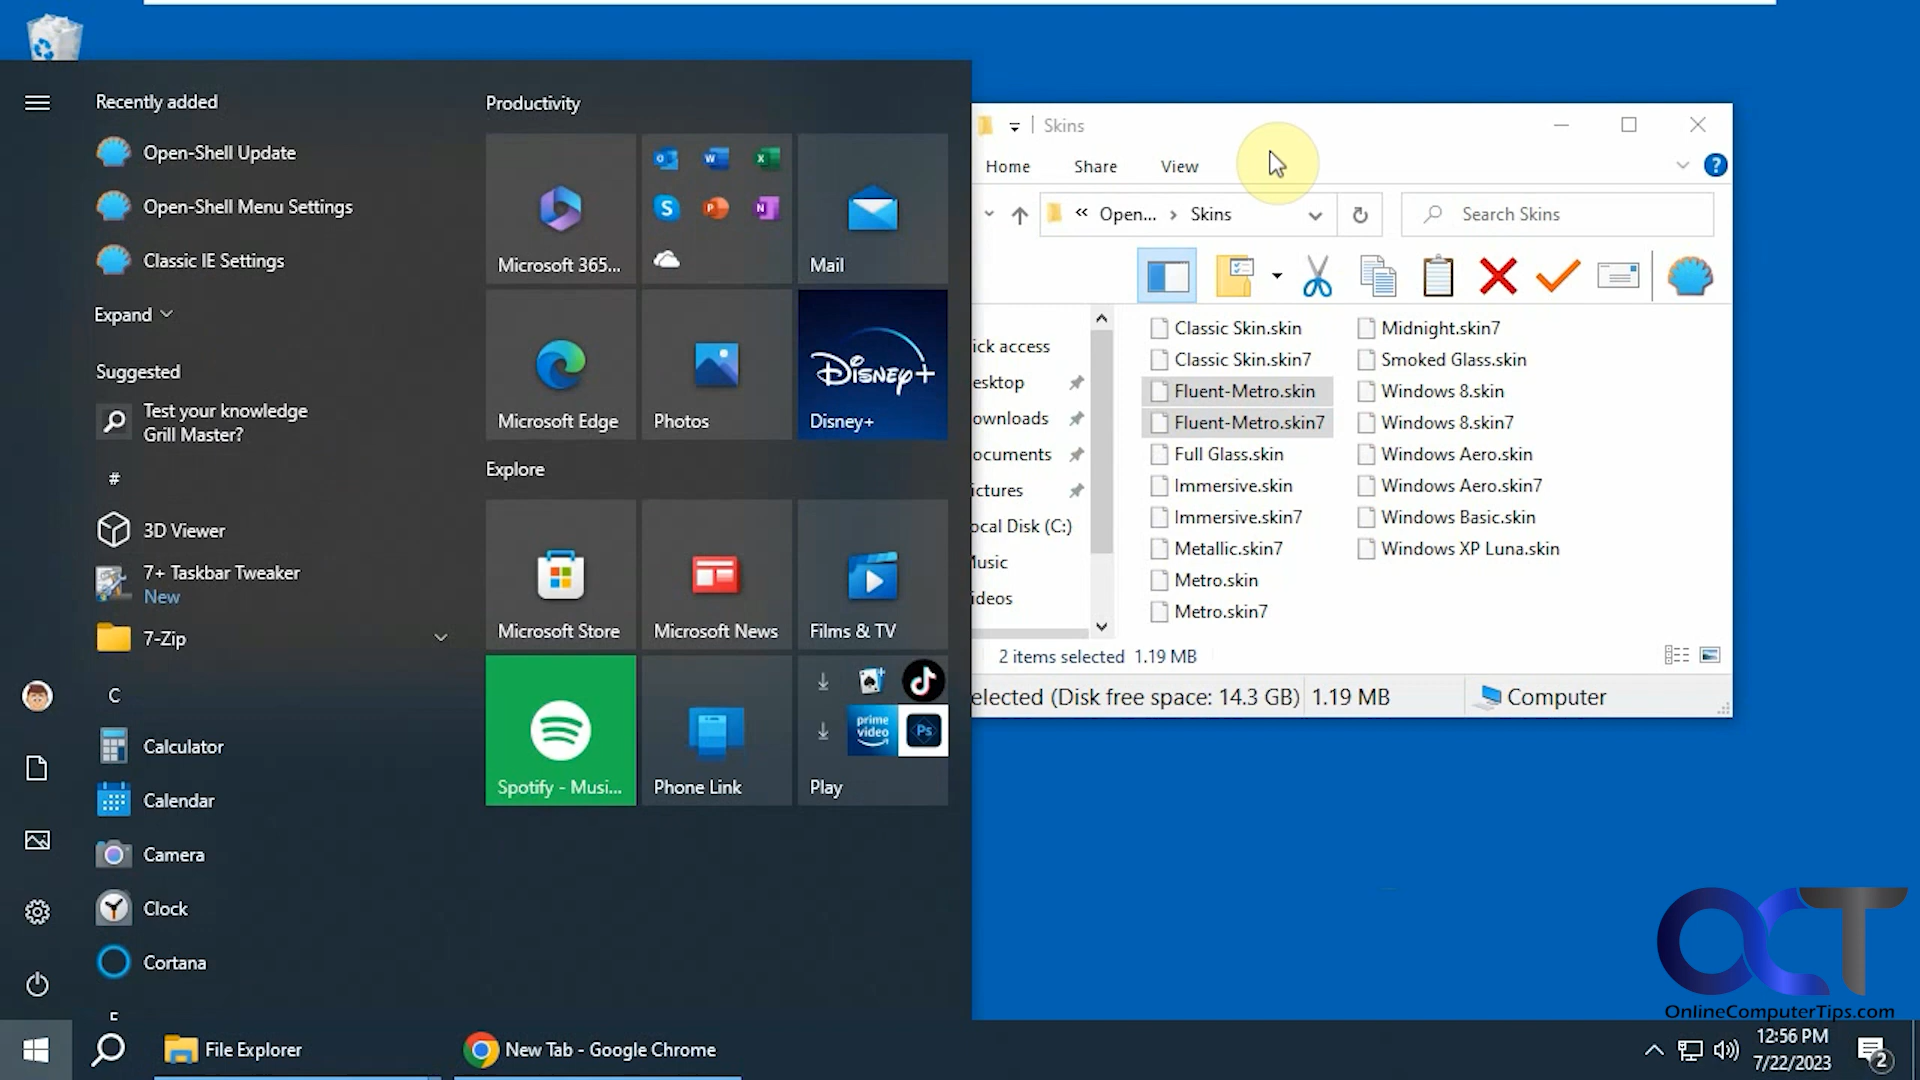 Recently added
Open-Shell Update
Open-Shell Menu Settings
Classic IE Settings
Expand
Suggested
Test your knowledge
Grill Master?
#
3D Viewer
7+ Taskbar Tweaker
New
7-Zip
C
Calculator
Calendar
Camera
Clock
Cortana
Productivity
Microsoft 365...
Mail
Microsoft Edge
Photos
Disney+
Disney+
Explore
Microsoft Store
Microsoft News
Films & TV
Spotify - Musi...
Phone Link
prime
video
Ps
Play
Skins
Home Share View
« Open... › Skins
Search Skins
ick access
esktop
ownloads
ocuments
ictures
ocal Disk (C:)
Music
ideos
Classic Skin.skin
Classic Skin.skin7
Fluent-Metro.skin
Fluent-Metro.skin7
Full Glass.skin
Immersive.skin
Immersive.skin7
Metallic.skin7
Metro.skin
Metro.skin7
Midnight.skin7
Smoked Glass.skin
Windows 8.skin
Windows 8.skin7
Windows Aero.skin
Windows Aero.skin7
Windows Basic.skin
Windows XP Luna.skin
2 items selected 1.19 MB
elected (Disk free space: 14.3 GB) 1.19 MB Computer
OCT
OnlineComputerTips.com
File Explorer
New Tab - Google Chrome
12:56 PM
7/22/2023
2